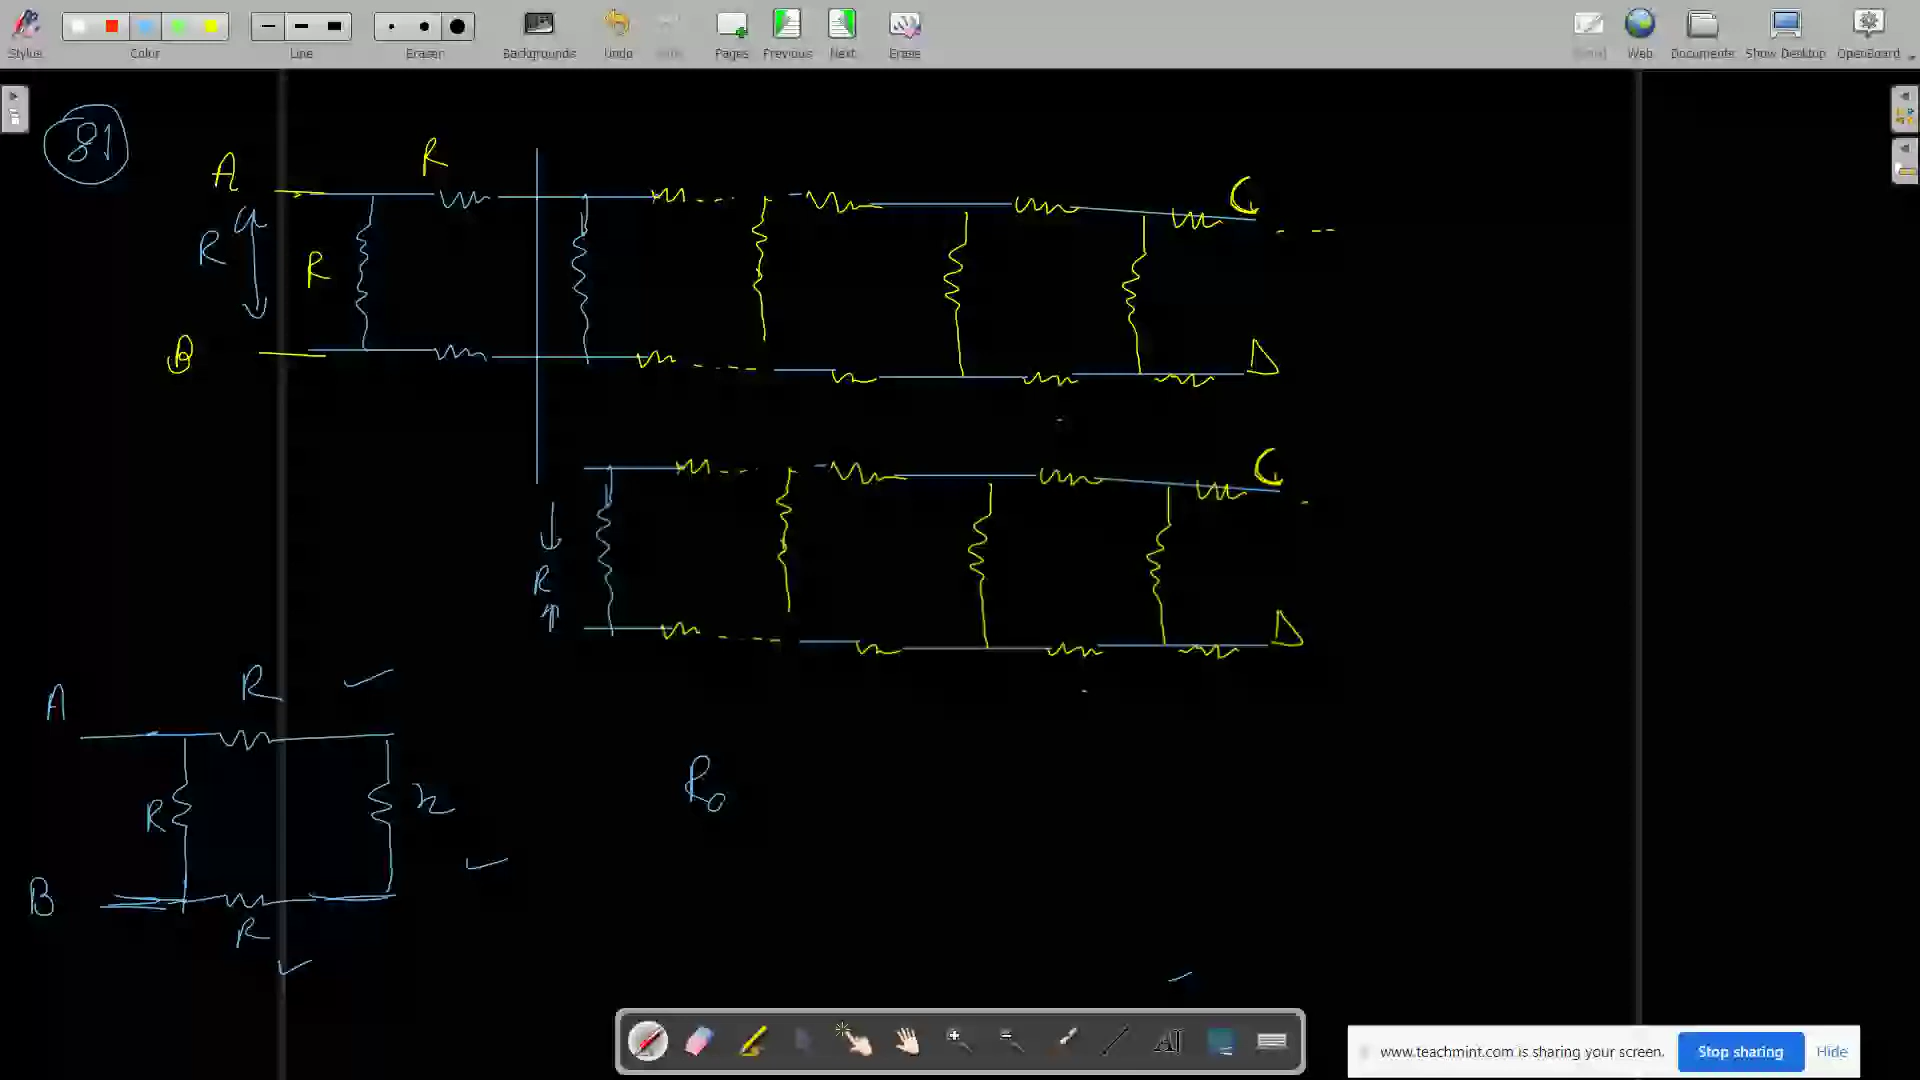 Stylus
Color
Line
Eraser
Backgrounds
Undo
Pages
Previous
Next
Erase
Web
Documents
Show Desktop
OpenBoard
81
A R C
R R
B D
C
R
D
A R
R x
B R
R₀
www.teachmint.com is sharing your screen. Stop sharing Hide